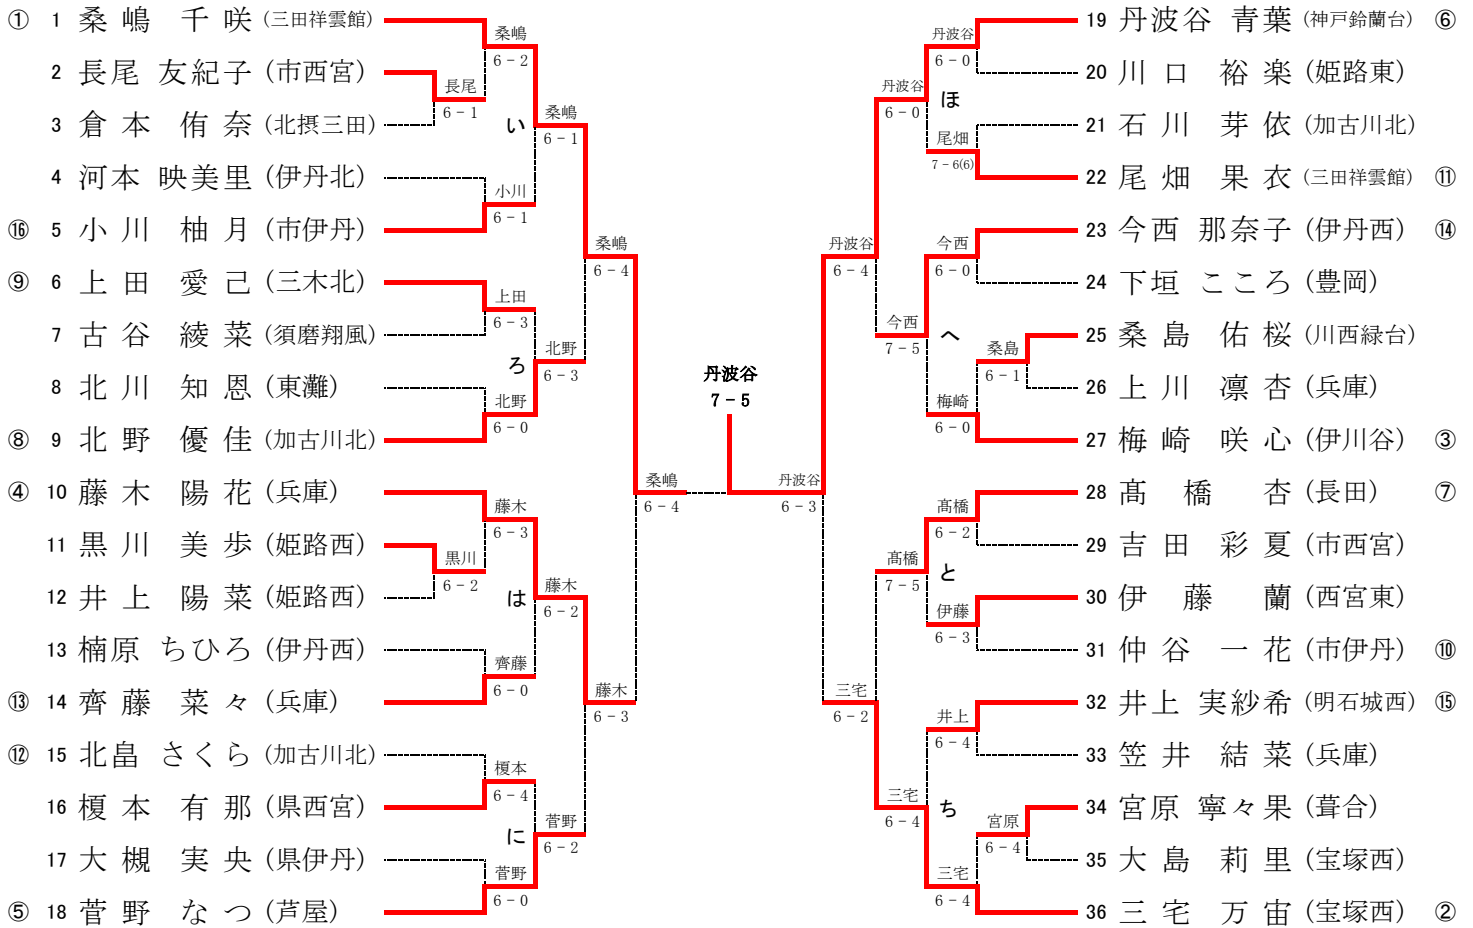 ① 1 桑嶋 千咲 (三田祥雲館)
2 長尾 友紀子 (市西宮)
3 倉本 侑奈 (北摂三田)
4 河本 映美里 (伊丹北)
⑯ 5 小川 柚月 (市伊丹)
⑨ 6 上田 愛己 (三木北)
7 古谷 綾菜 (須磨翔風)
8 北川 知恩 (東灘)
⑧ 9 北野 優佳 (加古川北)
④ 10 藤木 陽花 (兵庫)
11 黒川 美歩 (姫路西)
12 井上 陽菜 (姫路西)
13 楠原 ちひろ (伊丹西)
⑬ 14 齊藤 菜々 (兵庫)
⑫ 15 北畠 さくら (加古川北)
16 榎本 有那 (県西宮)
17 大槻 実央 (県伊丹)
⑤ 18 菅野 なつ (芦屋)
長尾
6-1
黒川
6-2
桑嶋
6-2
い
小川
6-1
上田
6-3
ろ
北野
6-0
藤木
6-3
は
齊藤
6-0
榎本
6-4
に
菅野
6-0
桑嶋
6-1
北野
6-3
藤木
6-2
菅野
6-2
桑嶋
6-4
藤木
6-3
桑嶋
6-4
丹波谷
7-5
丹波谷
6-3
丹波谷
6-4
三宅
6-2
丹波谷
6-0
今西
7-5
髙橋
7-5
三宅
6-4
丹波谷
6-0
ほ
尾畑
7-6(6)
今西
6-0
へ
梅崎
6-0
髙橋
6-2
と
伊藤
6-3
井上
6-4
ち
三宅
6-4
桑島
6-1
宮原
6-4
19 丹波谷 青葉 (神戸鈴蘭台) ⑥
20 川口 裕楽 (姫路東)
21 石川 芽依 (加古川北)
22 尾畑 果衣 (三田祥雲館) ⑪
23 今西 那奈子 (伊丹西) ⑭
24 下垣 こころ (豊岡)
25 桑島 佑桜 (川西緑台)
26 上川 凛杏 (兵庫)
27 梅崎 咲心 (伊川谷) ③
28 髙橋 杏 (長田) ⑦
29 吉田 彩夏 (市西宮)
30 伊藤 蘭 (西宮東)
31 仲谷 一花 (市伊丹) ⑩
32 井上 実紗希 (明石城西) ⑮
33 笠井 結菜 (兵庫)
34 宮原 寧々果 (葺合)
35 大島 莉里 (宝塚西)
36 三宅 万宙 (宝塚西) ②